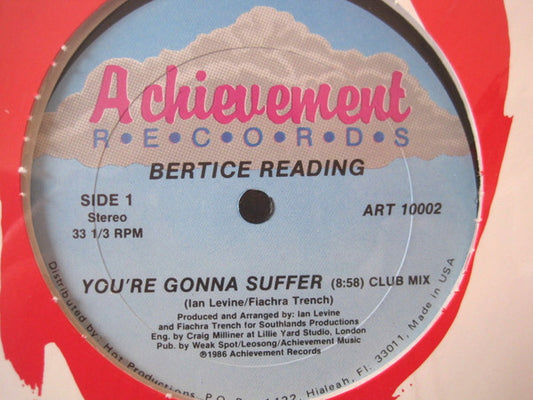 Achievement
R•E•C•O•R•D•S
BERTICE READING
SIDE 1
Stereo
33 1/3 RPM
ART 10002
YOU'RE GONNA SUFFER (8:58) CLUB MIX
(Ian Levine/Fiachra Trench)
Produced and Arranged by: Ian Levine
and Fiachra Trench for Southlands Productions
Eng. by Craig Milliner at Lillie Yard Studio, London
Pub. by Weak Spot/Leosong/Achievement Music
℗1986 Achievement Records
Distributed by: Hot Productions, Hialeah, Fl. 33011, Made in USA